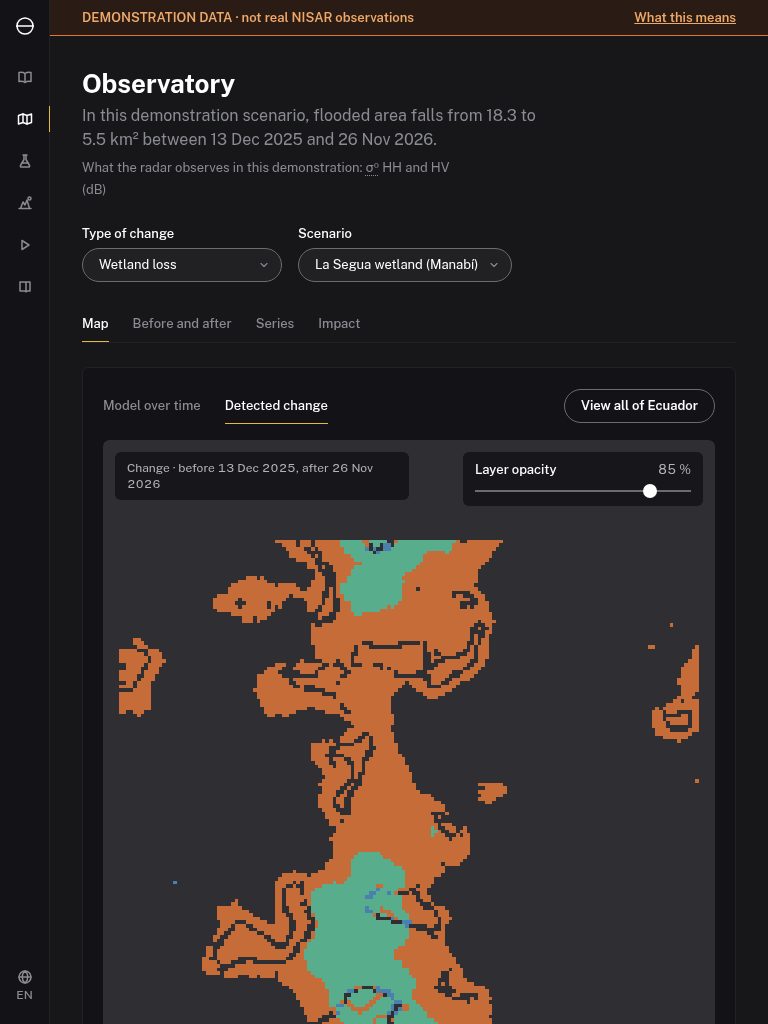 DEMONSTRATION DATA · not real NISAR observations
What this means
Observatory
In this demonstration scenario, flooded area falls from 18.3 to
5.5 km² between 13 Dec 2025 and 26 Nov 2026.
What the radar observes in this demonstration: σ⁰ HH and HV
(dB)
Type of change
Scenario
Wetland loss
La Segua wetland (Manabí)
Map
Before and after
Series
Impact
Model over time
Detected change
View all of Ecuador
Change · before 13 Dec 2025, after 26 Nov
2026
Layer opacity
85 %
EN